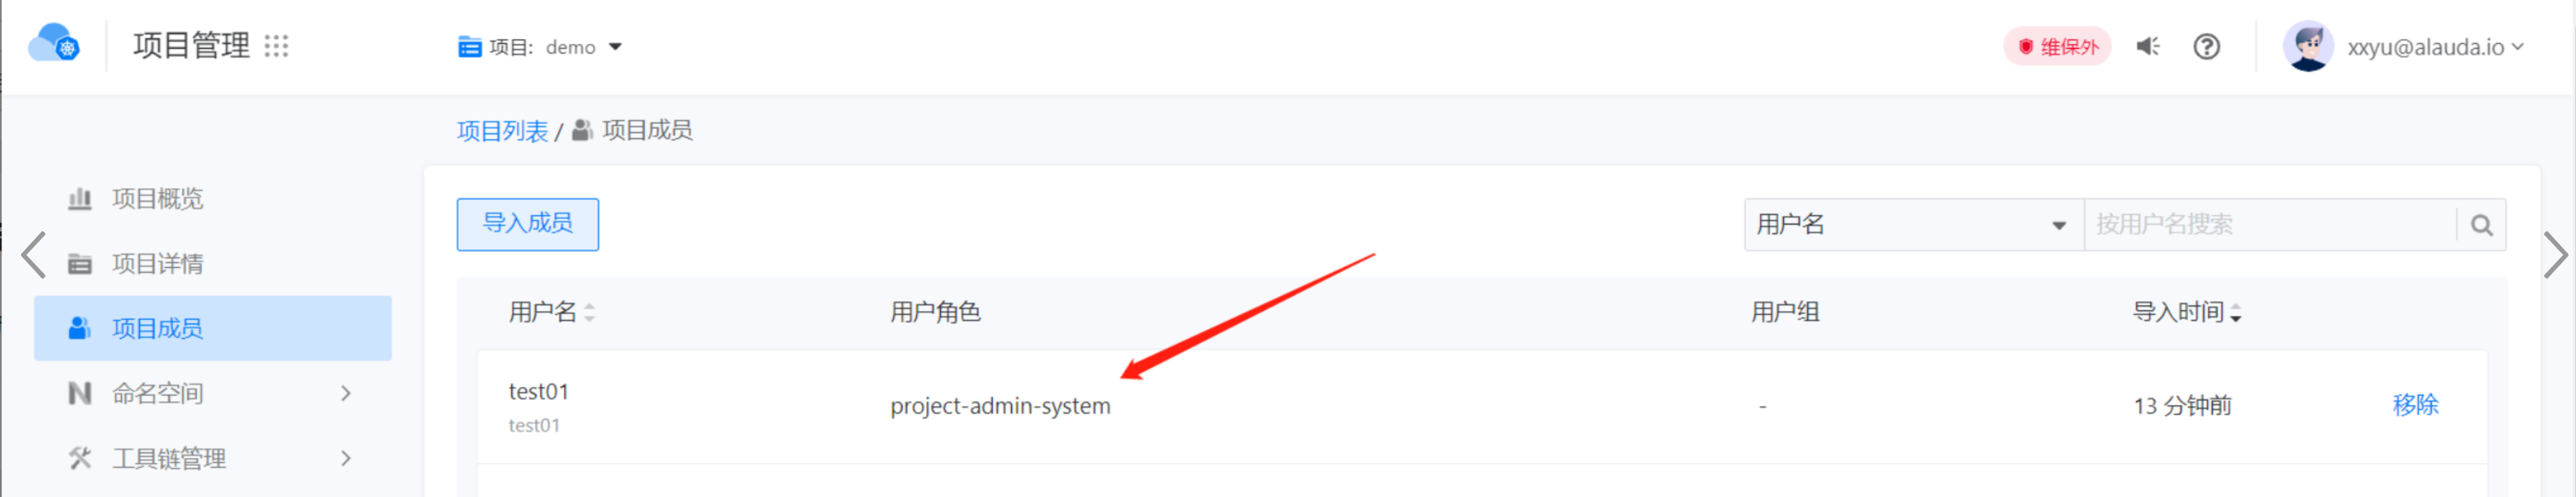 项目管理
项目: demo
维保外
xxyu@alauda.io
项目列表 / 项目成员
项目概览
项目详情
项目成员
命名空间
工具链管理
导入成员
用户名
按用户名搜索
用户名 用户角色 用户组 导入时间
test01 project-admin-system - 13 分钟前 移除
test01